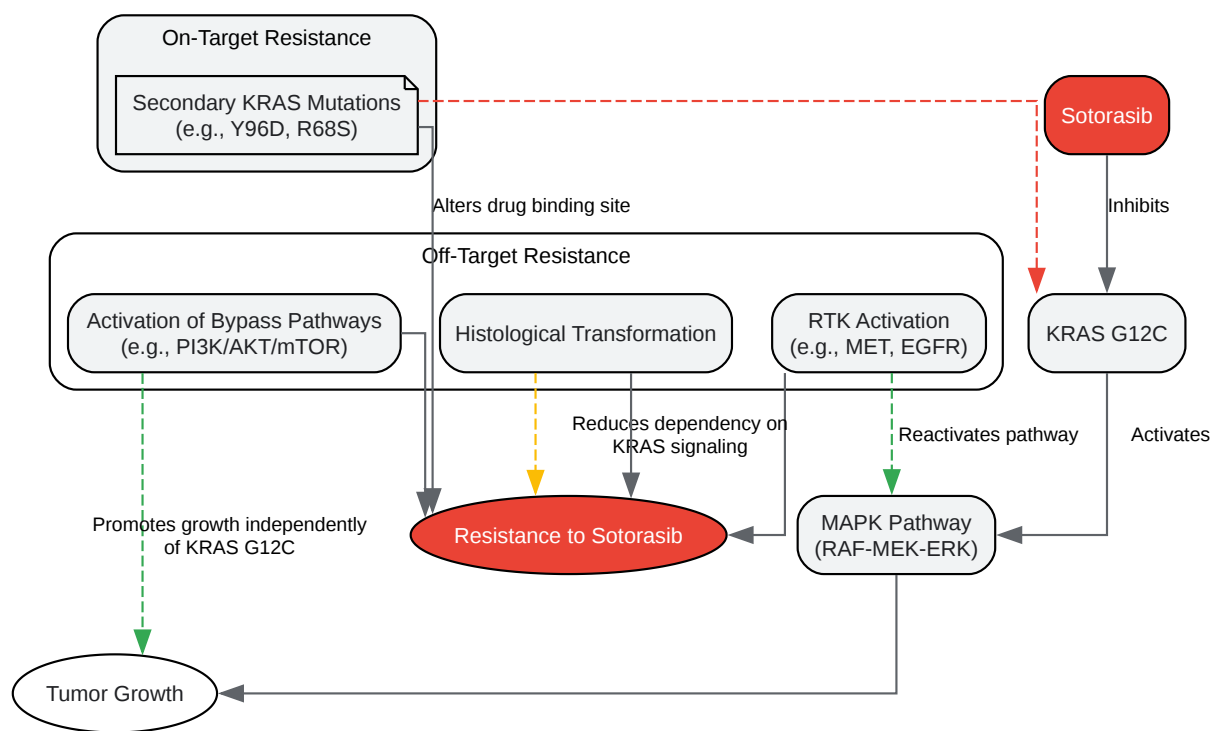 On-Target Resistance
Secondary KRAS Mutations
(e.g., Y96D, R68S)
Sotorasib
Alters drug binding site
Inhibits
Off-Target Resistance
Activation of Bypass Pathways
(e.g., PI3K/AKT/mTOR)
Histological Transformation
RTK Activation
(e.g., MET, EGFR)
KRAS G12C
Reduces dependency on
KRAS signaling
Reactivates pathway
Activates
Promotes growth independently
of KRAS G12C
Resistance to Sotorasib
MAPK Pathway
(RAF-MEK-ERK)
Tumor Growth